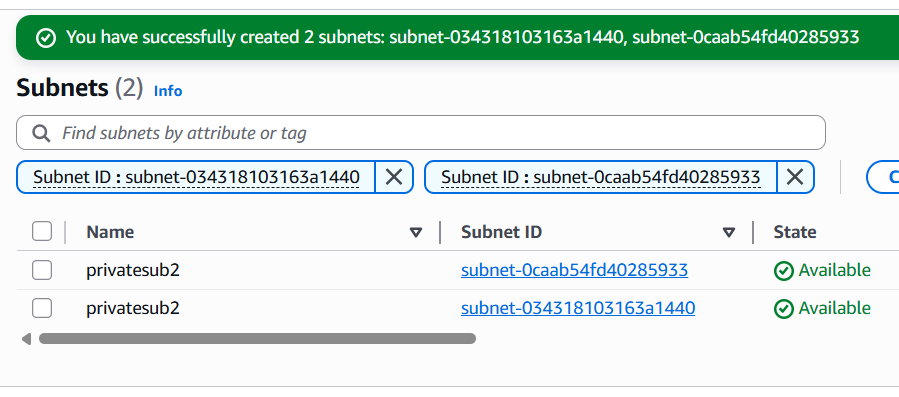 You have successfully created 2 subnets: subnet-034318103163a1440, subnet-0caab54fd40285933
Subnets (2) Info
Find subnets by attribute or tag
Subnet ID : subnet-034318103163a1440 Subnet ID : subnet-0caab54fd40285933 C
Name Subnet ID State
privatesub2 subnet-0caab54fd40285933 Available
privatesub2 subnet-034318103163a1440 Available